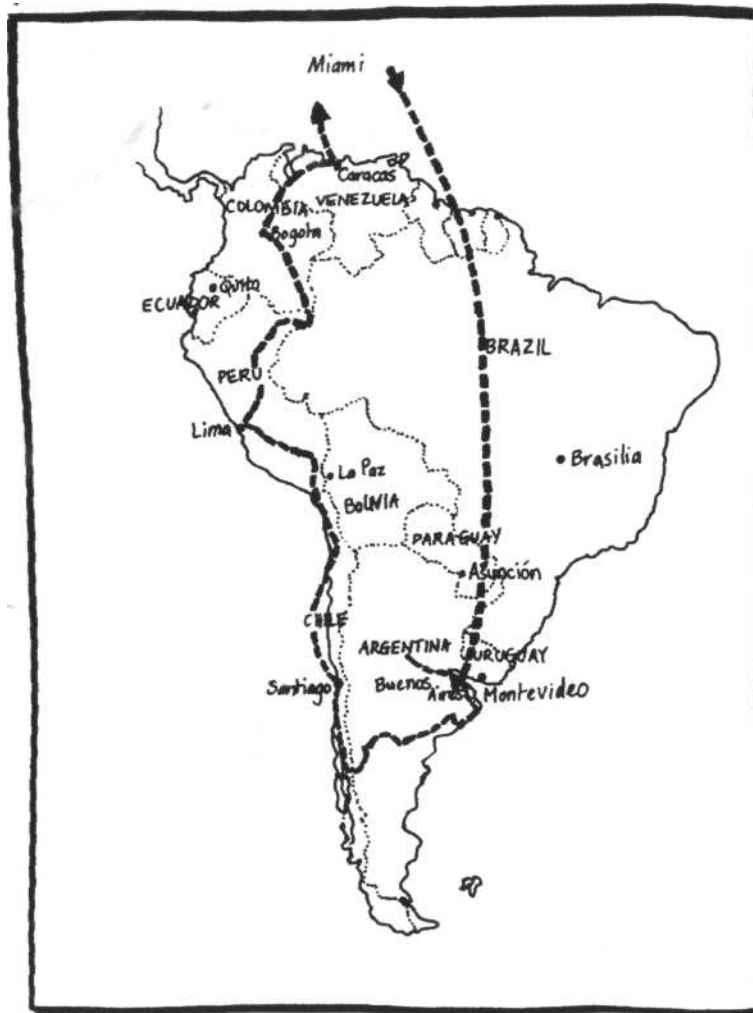 Miami
Caracas
COLOMBIA
VENEZUELA
Bogota
Quito
ECUADOR
BRAZIL
PERU
Lima
La Paz
Brasilia
BOLIVIA
PARAGUAY
Asunción
CHILE
ARGENTINA
URUGUAY
Santiago
Buenos
Aires
Montevideo